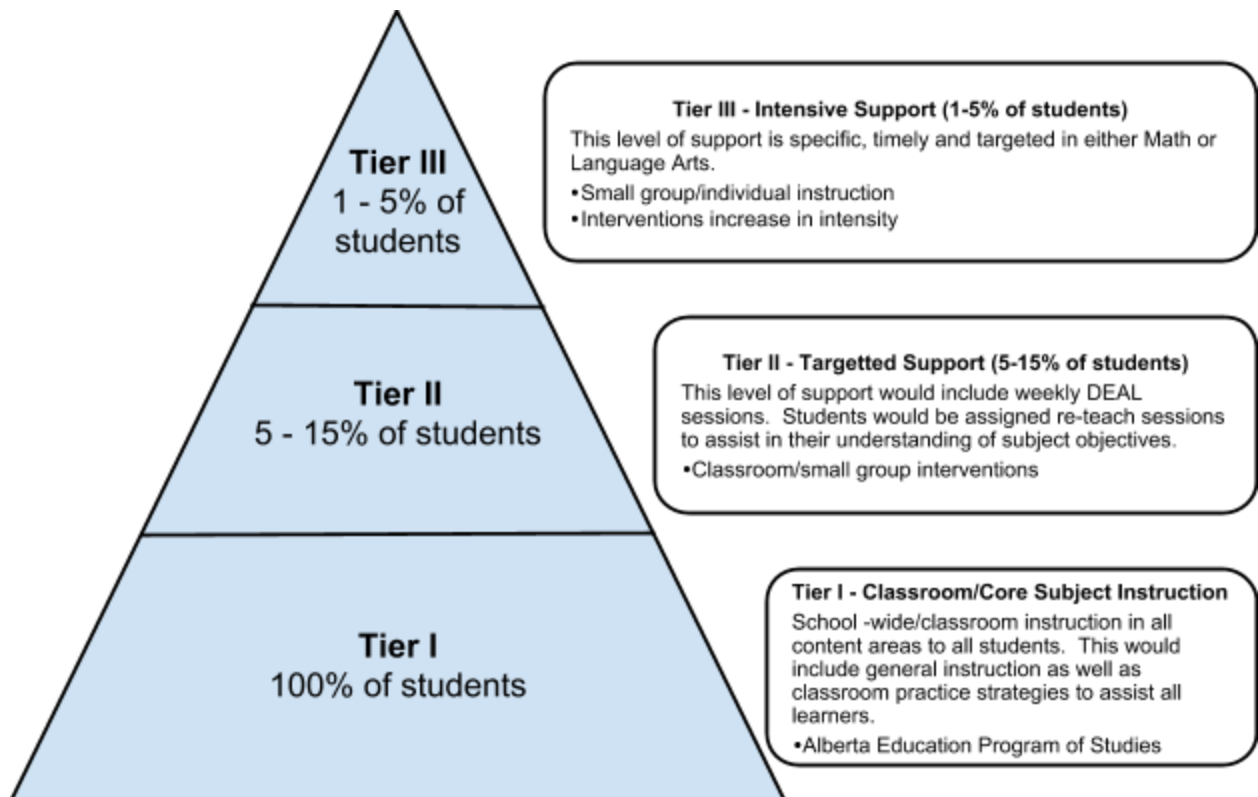 Tier III
1 - 5% of
students
Tier III - Intensive Support (1-5% of students)
This level of support is specific, timely and targeted in either Math or
Language Arts.
•Small group/individual instruction
•Interventions increase in intensity
Tier II
5 - 15% of students
Tier II - Targetted Support (5-15% of students)
This level of support would include weekly DEAL
sessions.  Students would be assigned re-teach sessions
to assist in their understanding of subject objectives.
•Classroom/small group interventions
Tier I
100% of students
Tier I - Classroom/Core Subject Instruction
School -wide/classroom instruction in all
content areas to all students.  This would
include general instruction as well as
classroom practice strategies to assist all
learners.
•Alberta Education Program of Studies